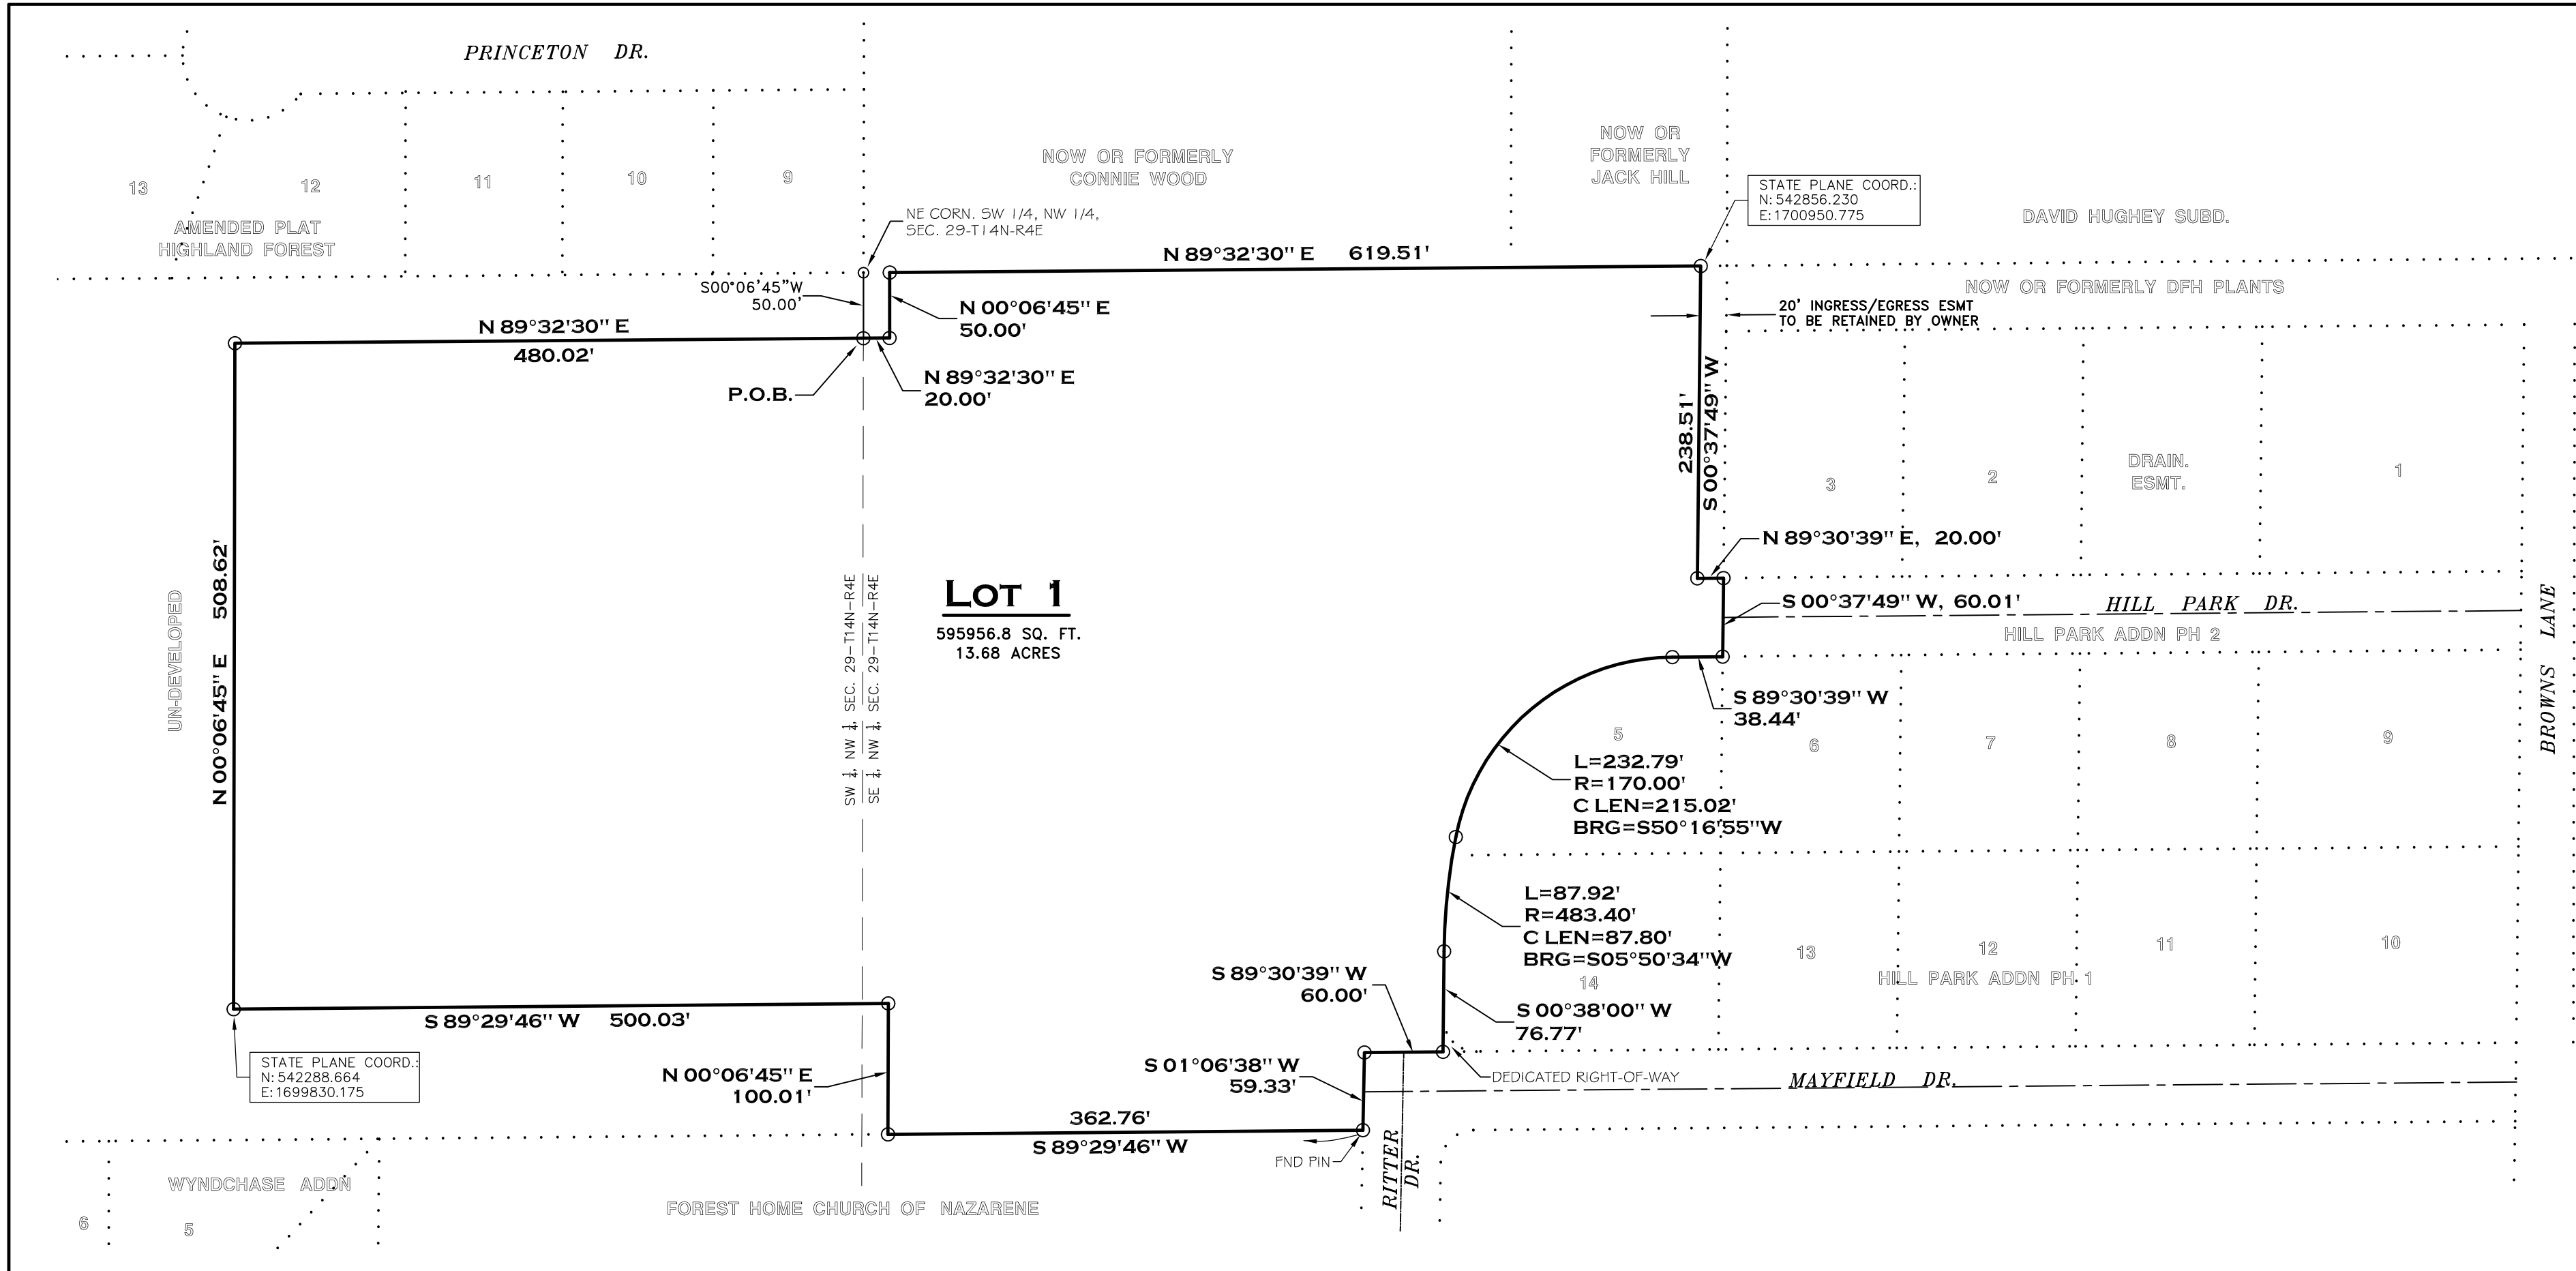 PRINCETON DR.
13
12
11
10
9
AMENDED PLAT
HIGHLAND FOREST
NOW OR FORMERLY
CONNIE WOOD
NOW OR
FORMERLY
JACK HILL
STATE PLANE COORD.:
N:542856.230
E:1700950.775
DAVID HUGHEY SUBD.
NE CORN. SW 1/4, NW 1/4,
SEC. 29-T14N-R4E
N 89°32'30" E 619.51'
S00°06'45"W
50.00'
N 00°06'45" E
50.00'
NOW OR FORMERLY DFH PLANTS
20' INGRESS/EGRESS ESMT
TO BE RETAINED BY OWNER
N 89°32'30" E
480.02'
P.O.B.
N 89°32'30" E
20.00'
238.51'
S 00°37'49" W
3
2
DRAIN.
ESMT.
1
N 89°30'39" E, 20.00'
UN-DEVELOPED
N 00°06'45" E 508.62'
SW 1/4, NW 1/4, SEC. 29-T14N-R4E
SE 1/4, NW 1/4, SEC. 29-T14N-R4E
LOT 1
595956.8 SQ. FT.
13.68 ACRES
S 00°37'49" W, 60.01'
HILL PARK DR.
HILL PARK ADDN PH 2
BROWNS LANE
S 89°30'39" W
38.44'
5
6
7
8
9
L=232.79'
R=170.00'
C LEN=215.02'
BRG=S50°16'55"W
L=87.92'
R=483.40'
C LEN=87.80'
BRG=S05°50'34"W
14
13
12
11
10
HILL PARK ADDN PH 1
S 89°30'39" W
60.00'
S 00°38'00" W
76.77'
S 89°29'46" W 500.03'
STATE PLANE COORD.:
N:542288.664
E:1699830.175
N 00°06'45" E
100.01'
S 01°06'38" W
59.33'
DEDICATED RIGHT-OF-WAY
MAYFIELD DR.
362.76'
S 89°29'46" W
FND PIN
RITTER
DR.
WYNDCHASE ADDN
6
5
FOREST HOME CHURCH OF NAZARENE